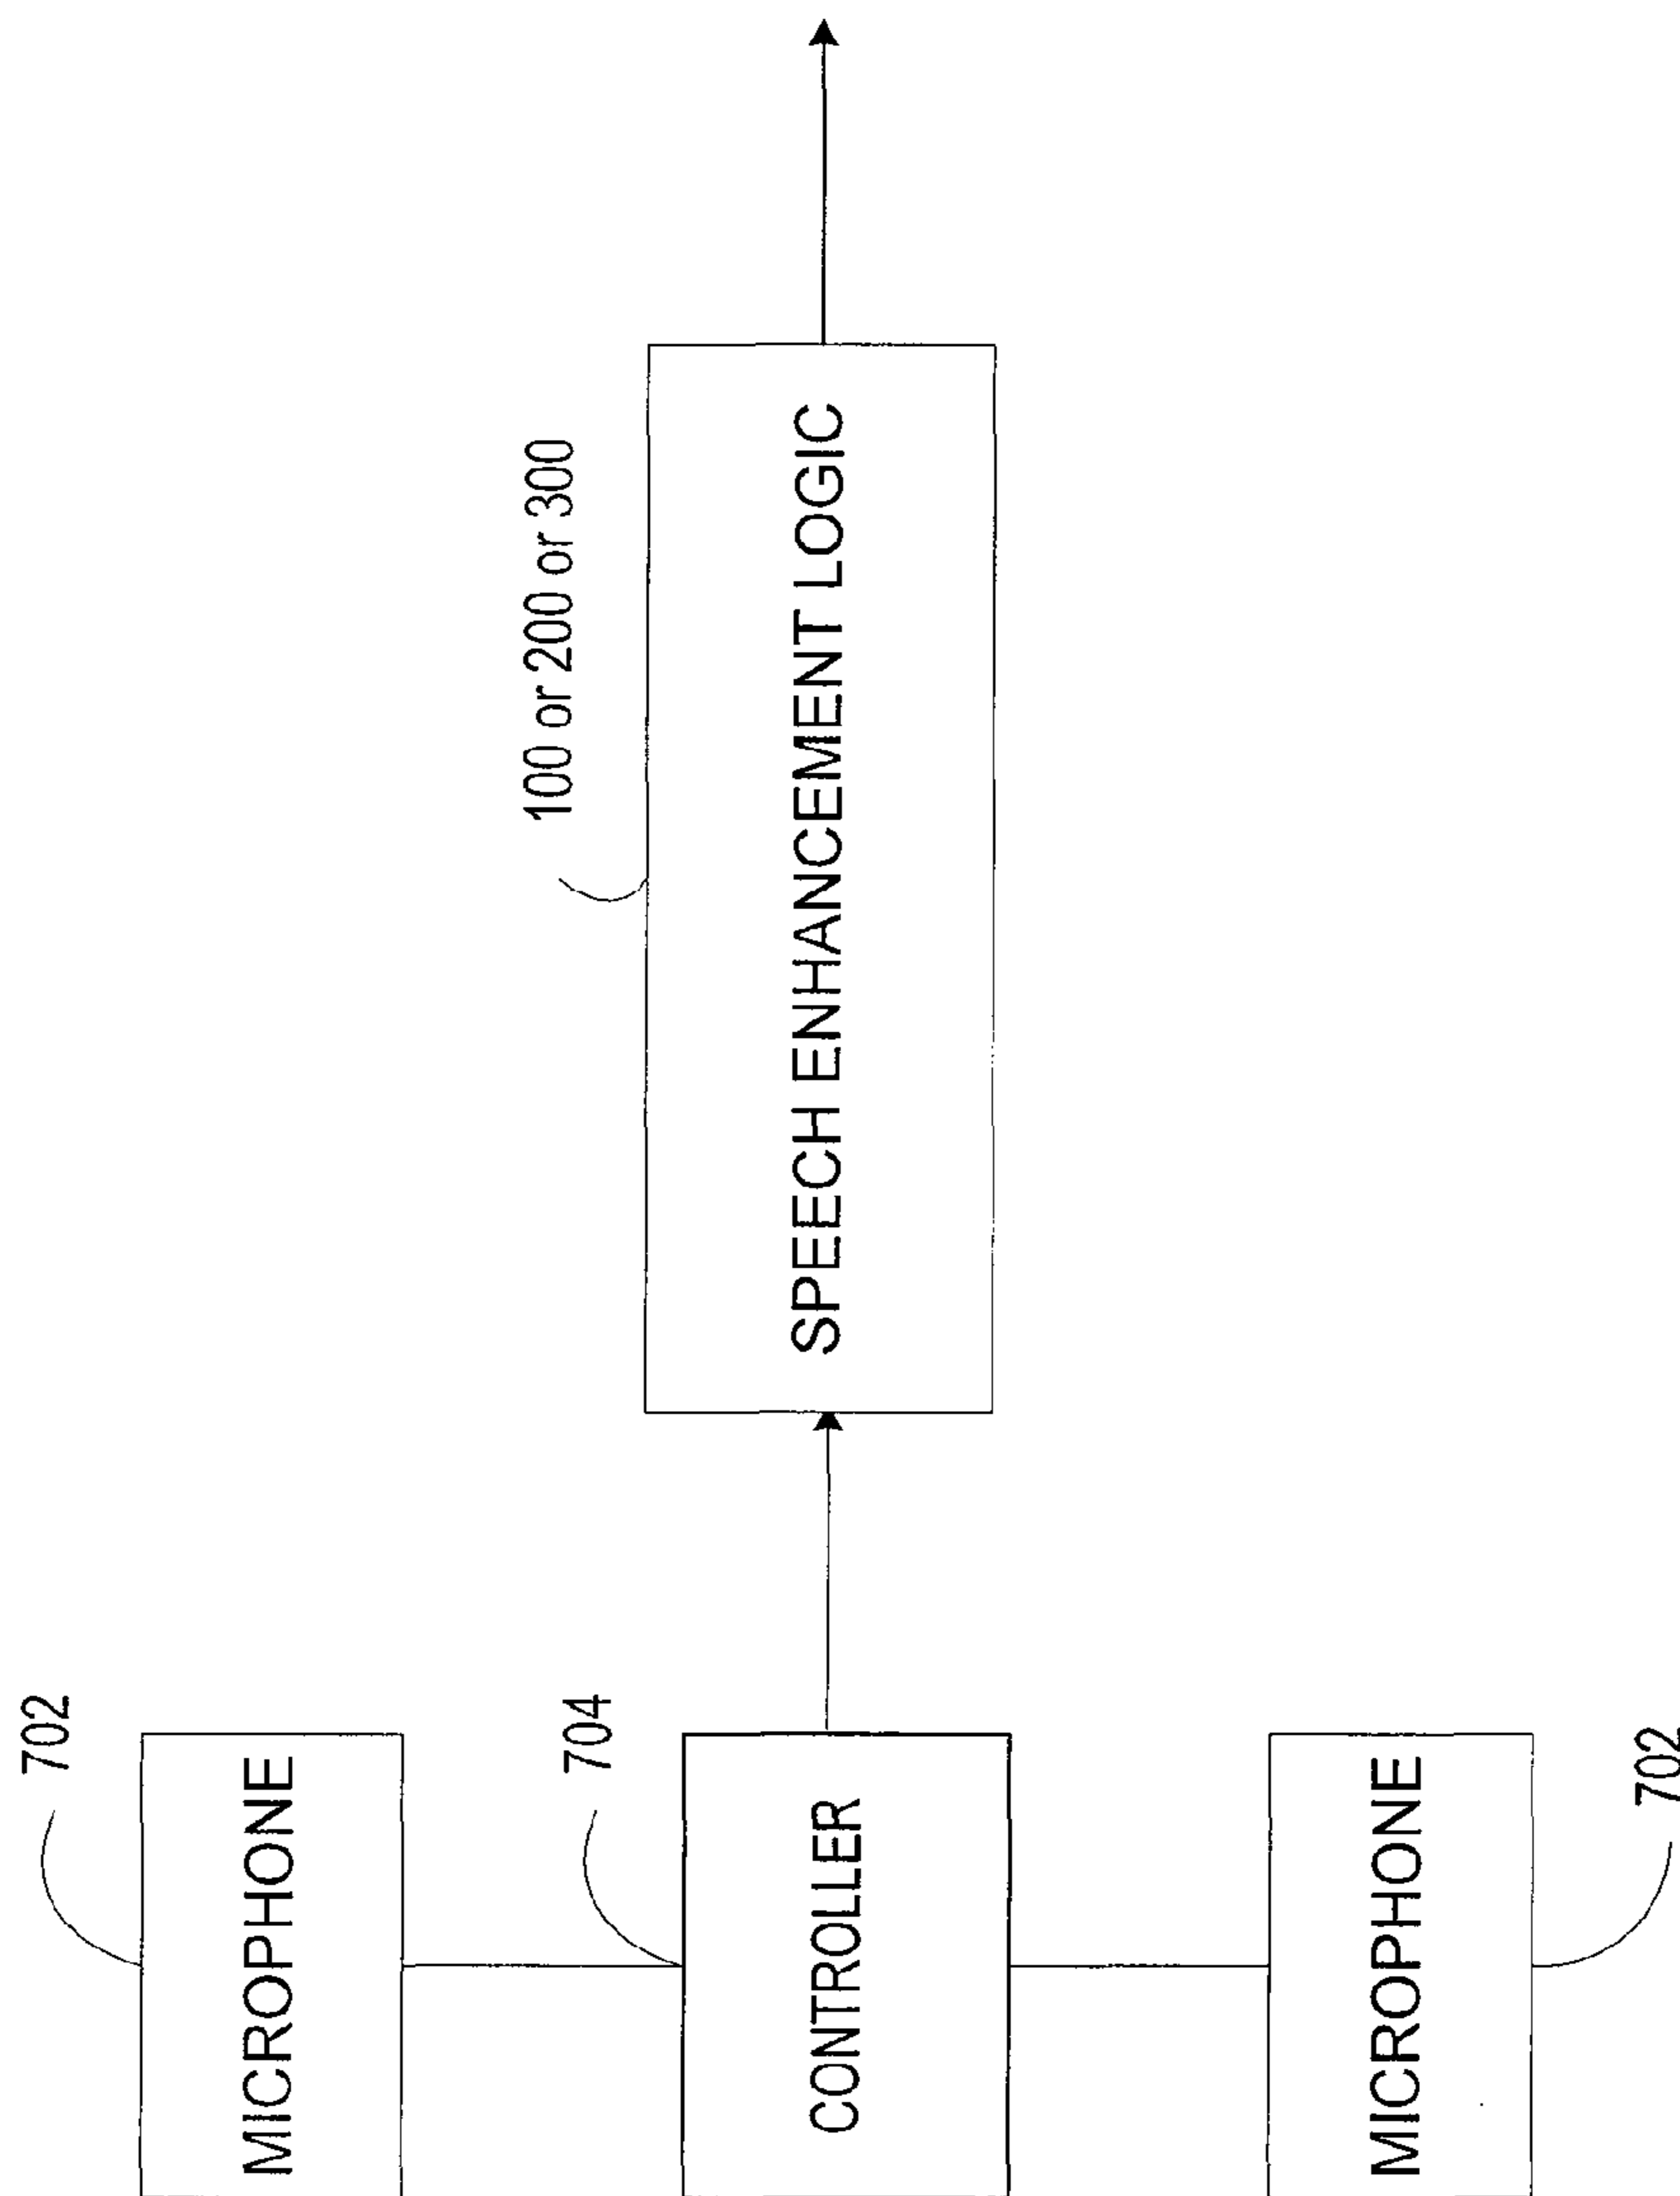 702
MICROPHONE
704
CONTROLLER
702
MICROPHONE
100 or 200 or 300
SPEECH ENHANCEMENT LOGIC